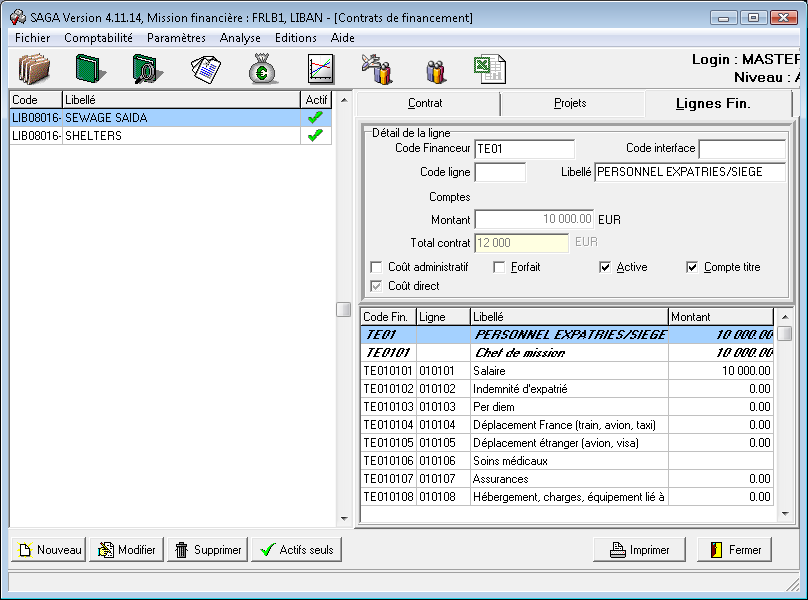 SAGA Version 4.11.14, Mission financière : FRLB1, LIBAN - [Contrats de financement]
Fichier Comptabilité Paramètres Analyse Editions Aide
Login : MASTER
Niveau : A
Code Libellé Actif
LIB08016- SEWAGE SAIDA
LIB08016- SHELTERS
Contrat Projets Lignes Fin.
Détail de la ligne
Code Financeur TE01 Code interface
Code ligne Libellé PERSONNEL EXPATRIES/SIEGE
Comptes
Montant 10 000.00 EUR
Total contrat 12 000 EUR
Coût administratif Forfait Active Compte titre
Coût direct
Code Fin. Ligne Libellé Montant
TE01 PERSONNEL EXPATRIES/SIEGE 10 000.00
TE0101 Chef de mission 10 000.00
TE010101 010101 Salaire 10 000.00
TE010102 010102 Indemnité d'expatrié 0.00
TE010103 010103 Per diem 0.00
TE010104 010104 Déplacement France (train, avion, taxi) 0.00
TE010105 010105 Déplacement étranger (avion, visa) 0.00
TE010106 010106 Soins médicaux
TE010107 010107 Assurances 0.00
TE010108 010108 Hébergement, charges, équipement lié à 0.00
Nouveau Modifier Supprimer Actifs seuls Imprimer Fermer